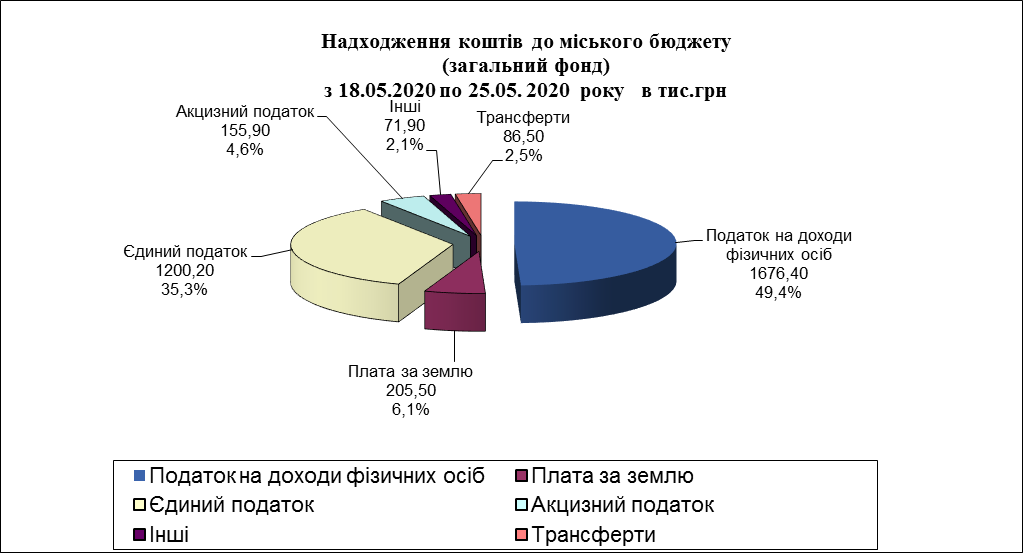 Надходження коштів до міського бюджету
(загальний фонд)
з 18.05.2020 по 25.05. 2020 року в тис.грн
Акцизний податок
155,90
4,6%
Інші
71,90
2,1%
Трансферти
86,50
2,5%
Єдиний податок
1200,20
35,3%
Податок на доходи
фізичних осіб
1676,40
49,4%
Плата за землю
205,50
6,1%
Податок на доходи фізичних осіб
Плата за землю
Єдиний податок
Акцизний податок
Інші
Трансферти